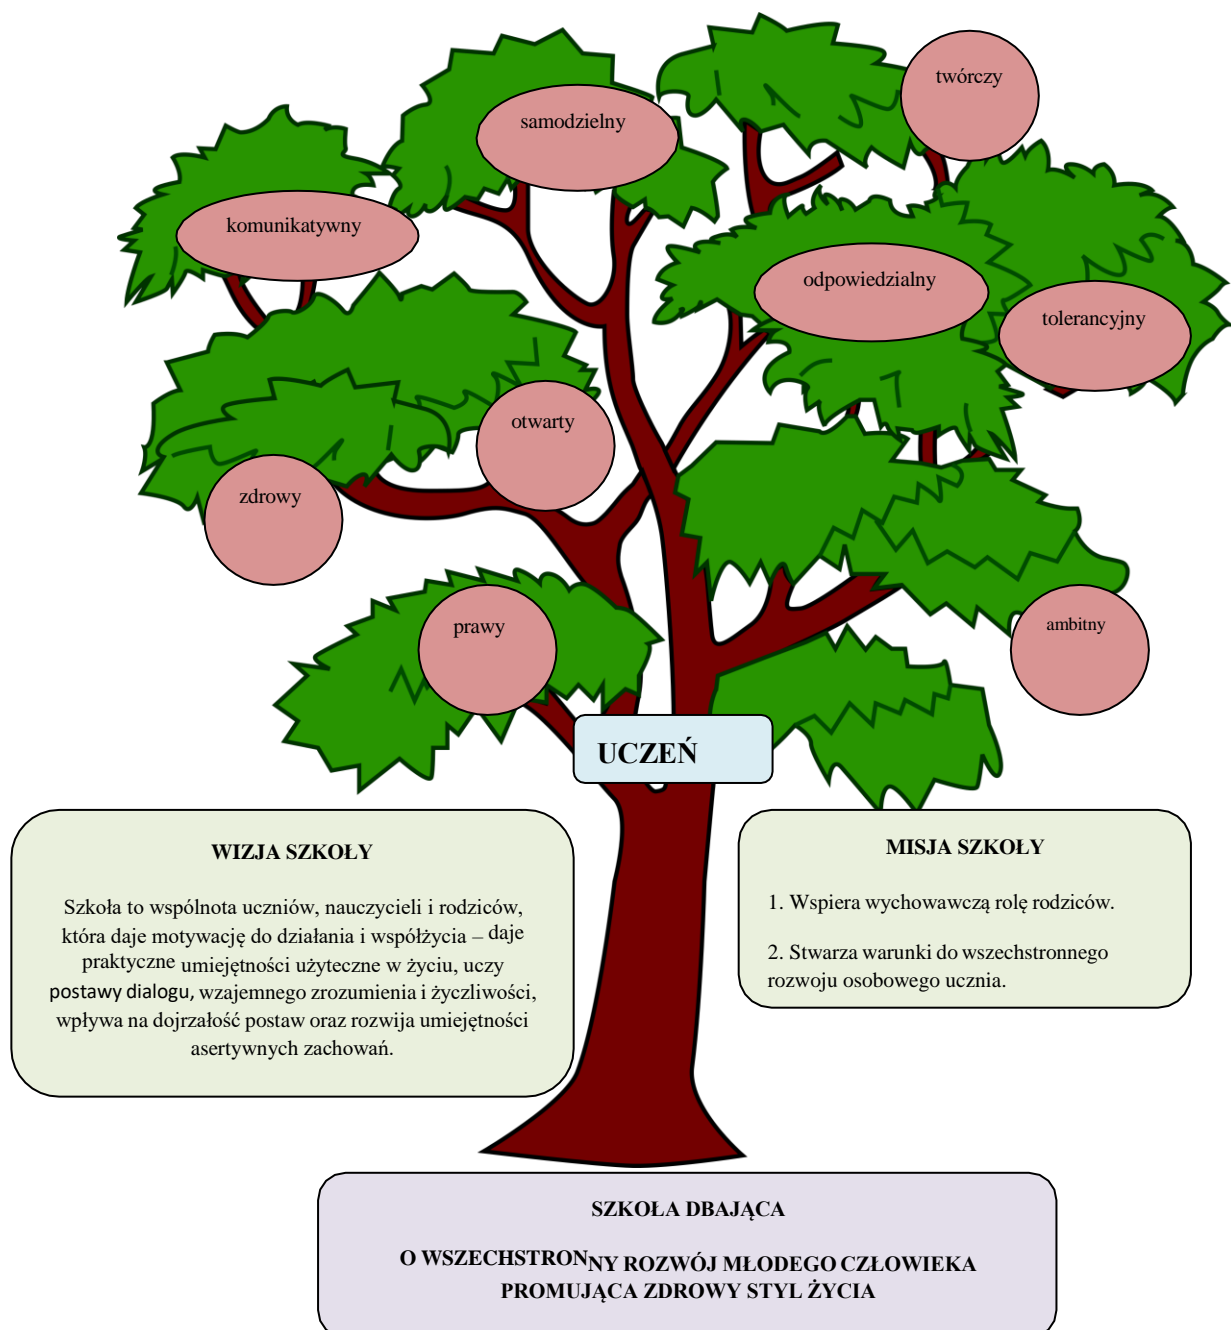 twórczy
samodzielny
komunikatywny
odpowiedzialny
tolerancyjny
otwarty
zdrowy
prawy
ambitny
UCZEŃ
WIZJA SZKOŁY
Szkoła to wspólnota uczniów, nauczycieli i rodziców,
która daje motywację do działania i współżycia – daje
praktyczne umiejętności użyteczne w życiu, uczy
postawy dialogu, wzajemnego zrozumienia i życzliwości,
wpływa na dojrzałość postaw oraz rozwija umiejętności
asertywnych zachowań.
MISJA SZKOŁY
1. Wspiera wychowawczą rolę rodziców.
2. Stwarza warunki do wszechstronnego
rozwoju osobowego ucznia.
SZKOŁA DBAJĄCA
O WSZECHSTRONNY ROZWÓJ MŁODEGO CZŁOWIEKA
PROMUJĄCA ZDROWY STYL ŻYCIA